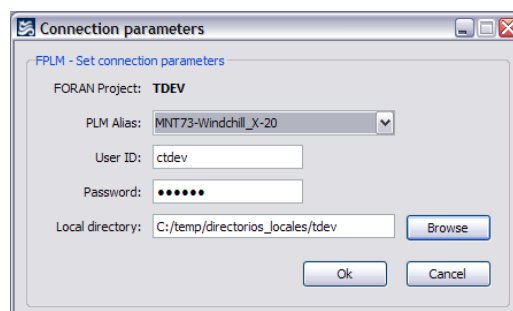 Connection parameters
FPLM - Set connection parameters
FORAN Project: TDEV
PLM Alias: MNT73-Windchill_X-20
User ID: ctdev
Password: ••••••
Local directory: C:/temp/directorios_locales/tdev Browse
Ok Cancel